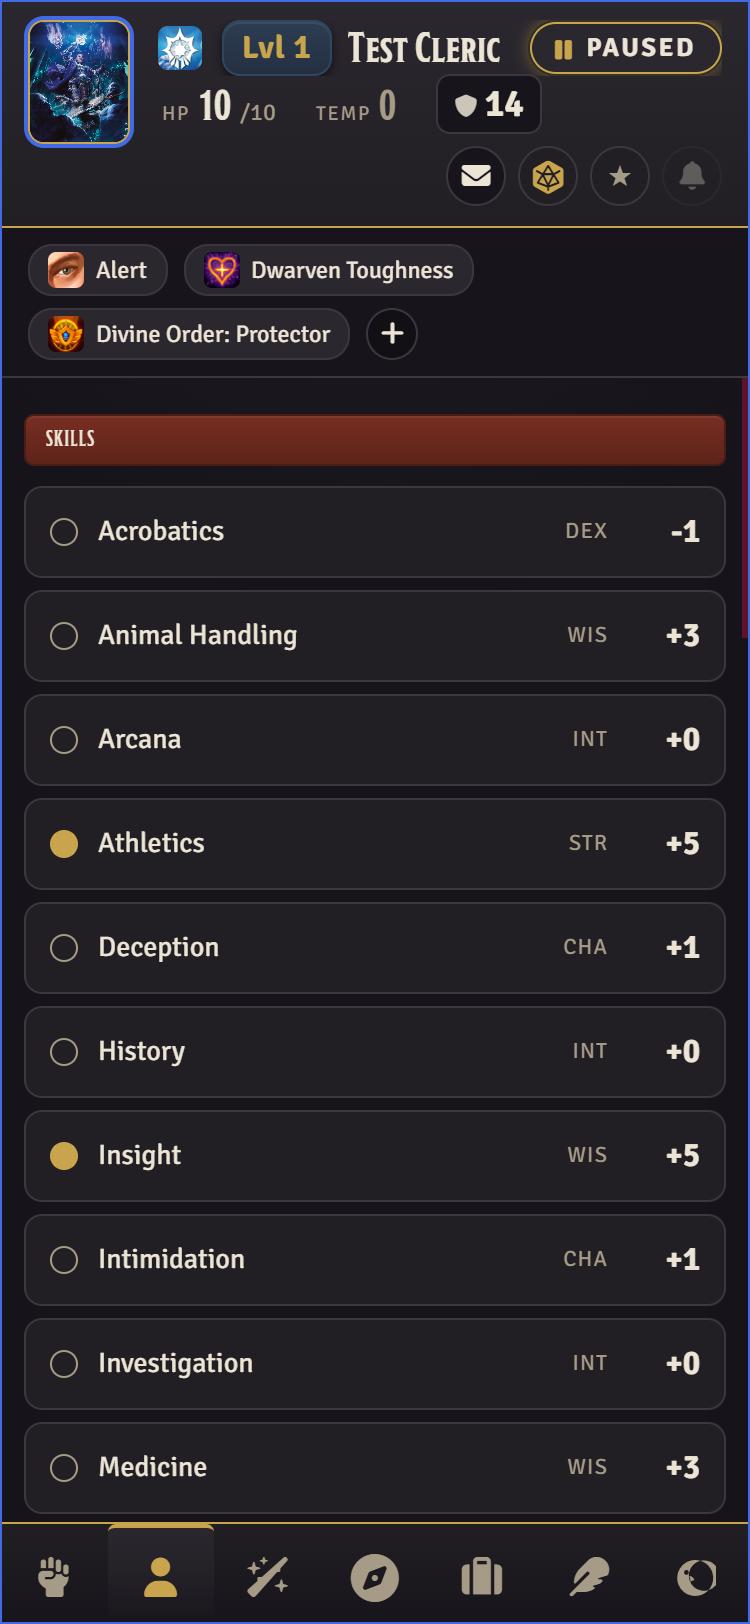 Lvl 1 Test Cleric PAUSED
HP 10 /10 TEMP 0 14
Alert Dwarven Toughness
Divine Order: Protector
SKILLS
Acrobatics DEX -1
Animal Handling WIS +3
Arcana INT +0
Athletics STR +5
Deception CHA +1
History INT +0
Insight WIS +5
Intimidation CHA +1
Investigation INT +0
Medicine WIS +3